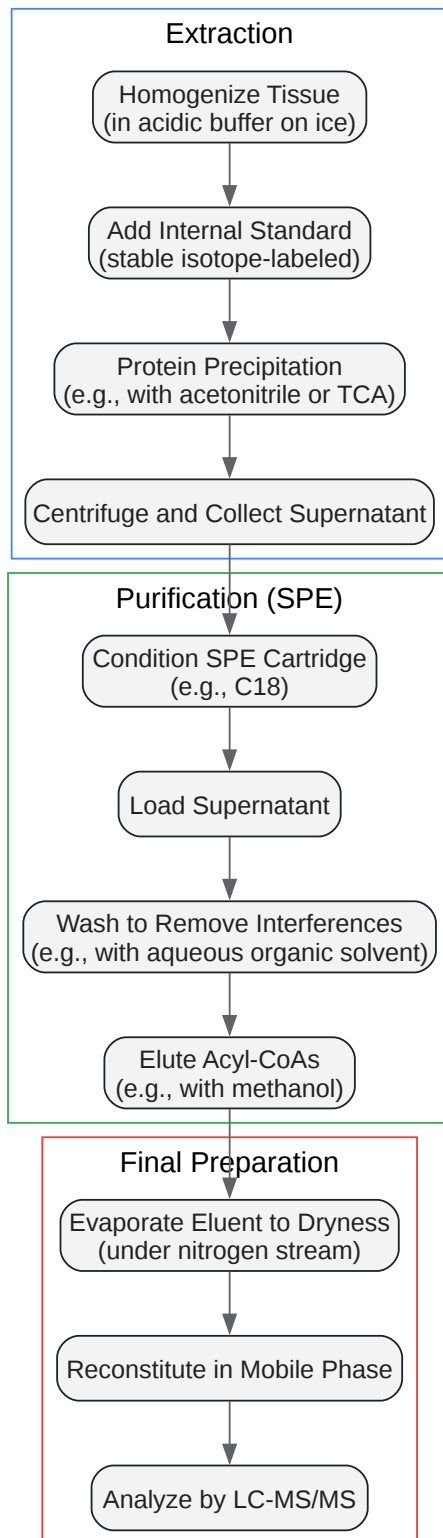 Extraction
Homogenize Tissue
(in acidic buffer on ice)
Add Internal Standard
(stable isotope-labeled)
Protein Precipitation
(e.g., with acetonitrile or TCA)
Centrifuge and Collect Supernatant
Purification (SPE)
Condition SPE Cartridge
(e.g., C18)
Load Supernatant
Wash to Remove Interferences
(e.g., with aqueous organic solvent)
Elute Acyl-CoAs
(e.g., with methanol)
Final Preparation
Evaporate Eluent to Dryness
(under nitrogen stream)
Reconstitute in Mobile Phase
Analyze by LC-MS/MS